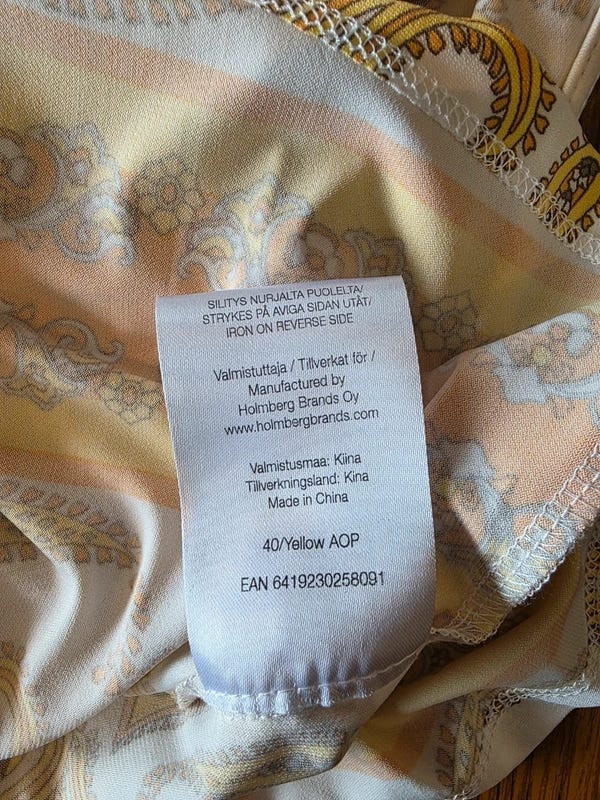 SILITYS NURJALTA PUOLELTA/
STRYKES PÅ AVIGA SIDAN UTÅT/
IRON ON REVERSE SIDE
Valmistuttaja / Tillverkat för /
Manufactured by
Holmberg Brands Oy
www.holmbergbrands.com
Valmistusmaa: Kiina
Tillverkningsland: Kina
Made in China
40/Yellow AOP
EAN 6419230258091